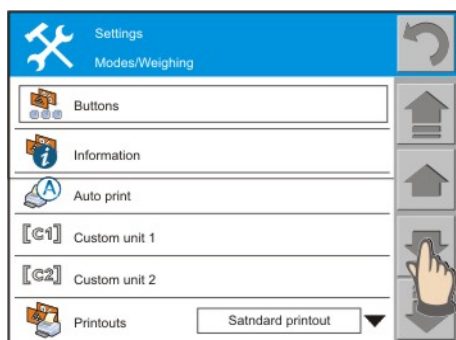 Settings
Modes/Weighing
Buttons
Information
A
Auto print
[C1] Custom unit 1
[C2] Custom unit 2
Printouts Satndard printout